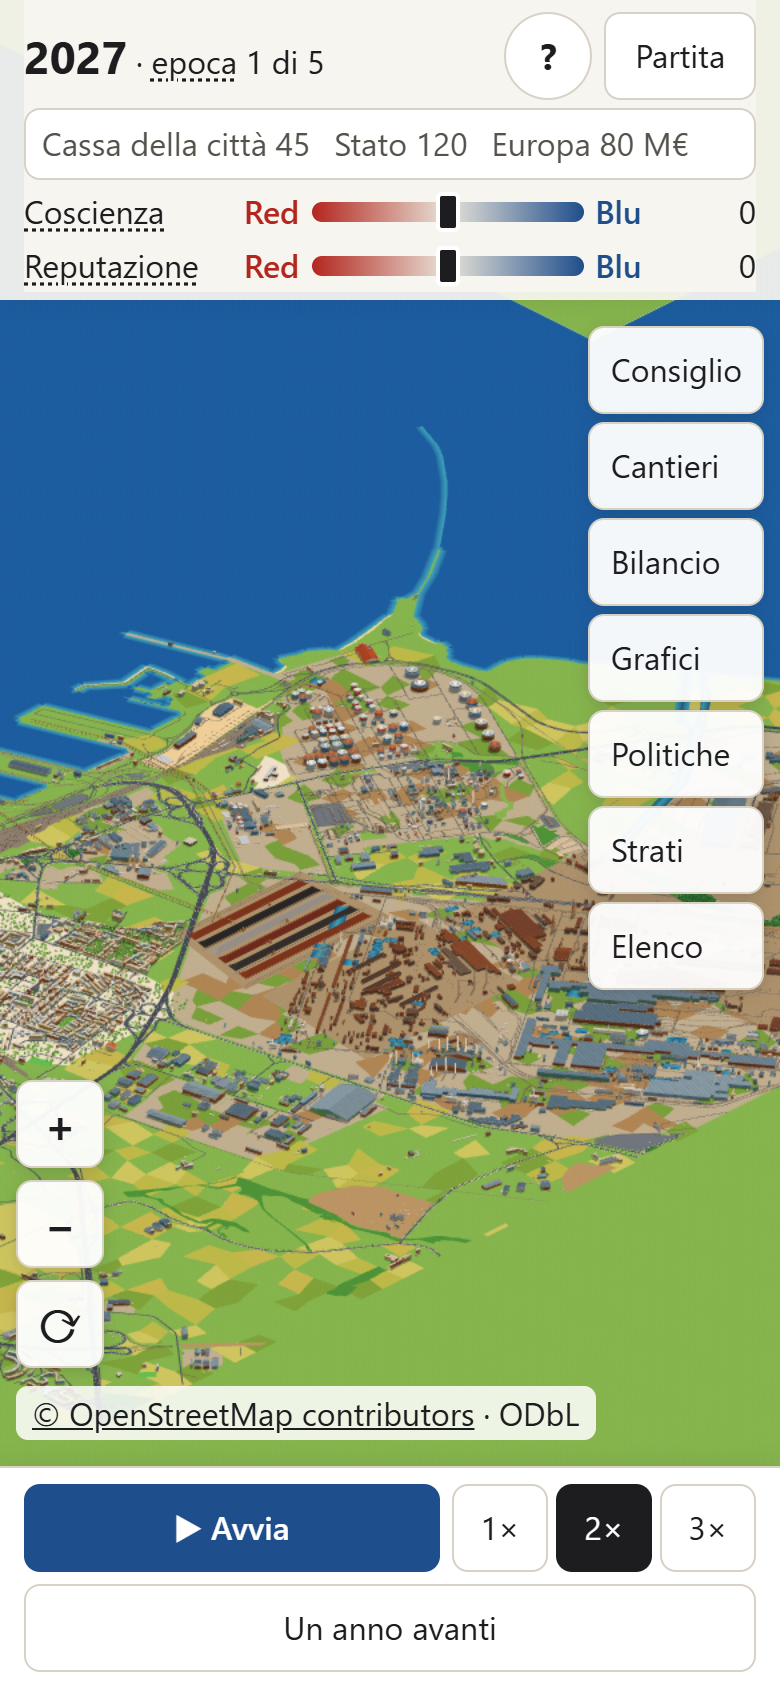 2027 · epoca 1 di 5
?
Partita
Cassa della città 45 Stato 120 Europa 80 M€
Coscienza Red Blu 0
Reputazione Red Blu 0
Consiglio
Cantieri
Bilancio
Grafici
Politiche
Strati
Elenco
+
−
© OpenStreetMap contributors · ODbL
▶ Avvia
1×
2×
3×
Un anno avanti